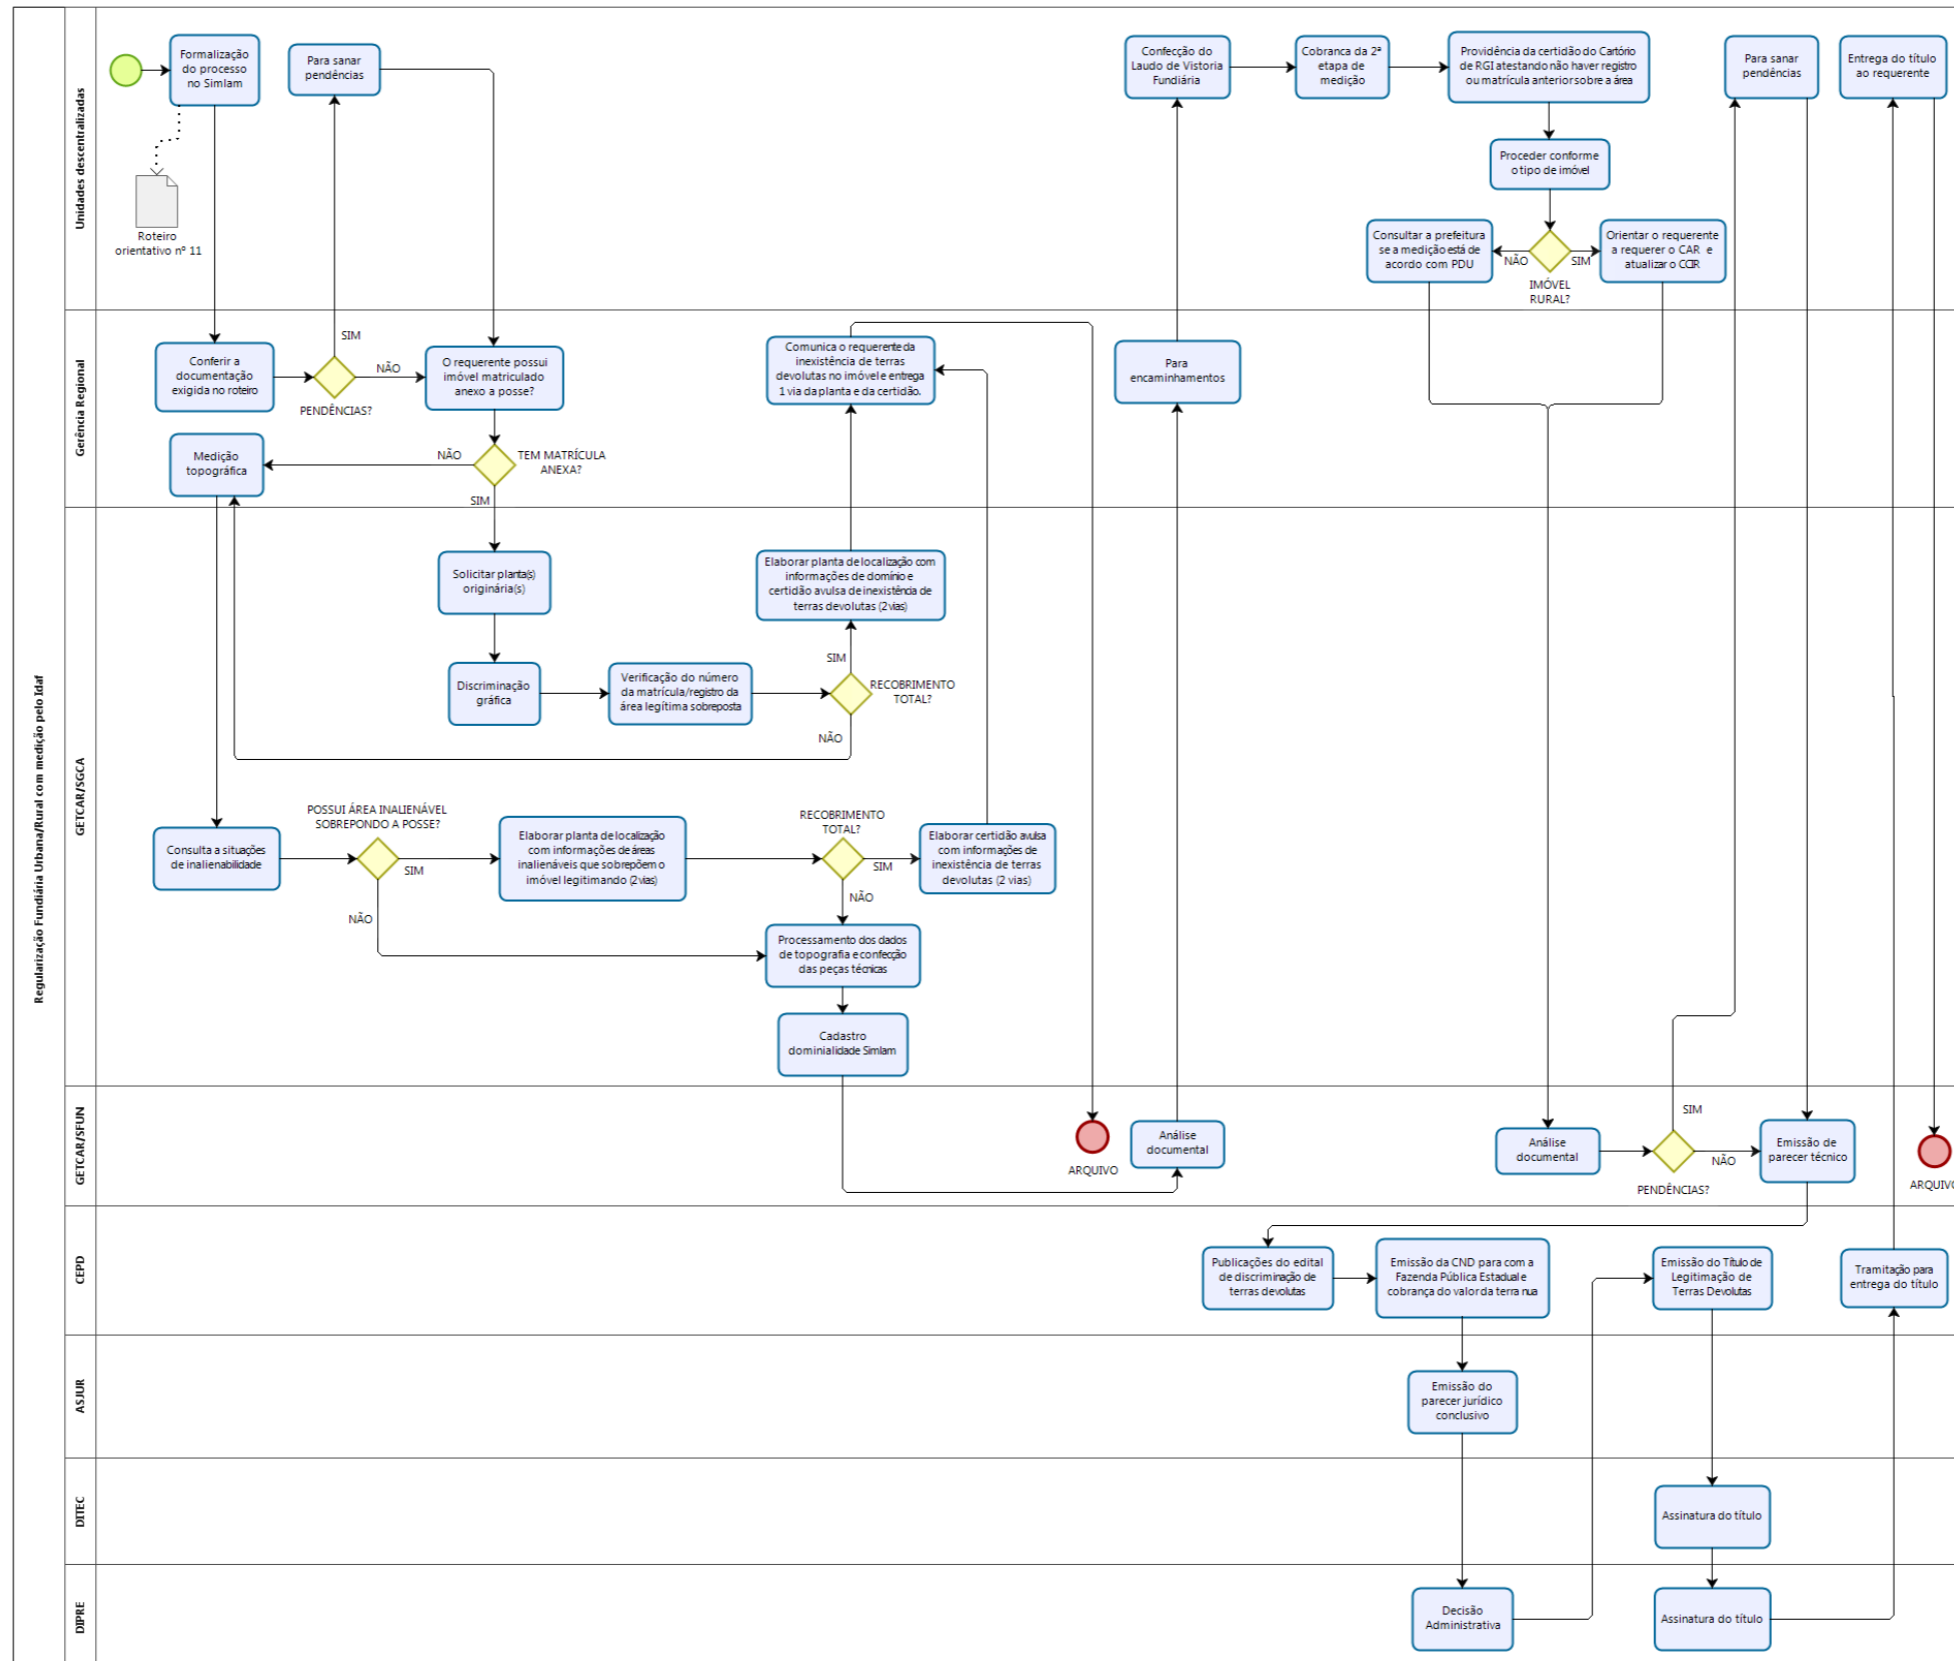 Regularização Fundiária Urbana/Rural com medição pelo Idaf
Unidades descentralizadas
Formalização
do processo
no Simlam
Roteiro
orientativo nº 11
Para sanar
pendências
Confecção do
Laudo de Vistoria
Fundiária
Cobranca da 2ª
etapa de
medição
Providência da certidão do Cartório
de RGI atestando não haver registro
ou matrícula anterior sobre a área
Proceder conforme
o tipo de imóvel
Consultar a prefeitura
se a medição está de
acordo com PDU
NÃO
SIM
IMÓVEL
RURAL?
Orientar o requerente
a requerer o CAR e
atualizar o CCIR
Para sanar
pendências
Entrega do título
ao requerente
Gerência Regional
Conferir a
documentação
exigida no roteiro
SIM
NÃO
PENDÊNCIAS?
O requerente possui
imóvel matriculado
anexo a posse?
Medição
topográfica
NÃO
TEM MATRÍCULA
ANEXA?
SIM
Comunica o requerente da
inexistência de terras
devolutas no imóvel e entrega
1 via da planta e da certidão.
Para
encaminhamentos
GETCAR/SGCA
Solicitar planta(s)
originária(s)
Discriminação
gráfica
Verificação do número
da matrícula/registro da
área legítima sobreposta
Elaborar planta de localização com
informações de domínio e
certidão avulsa de inexistência de
terras devolutas (2 vias)
SIM
RECOBRIMENTO
TOTAL?
NÃO
Consulta a situações
de inalienabilidade
POSSUI ÁREA INALIENÁVEL
SOBREPONDO A POSSE?
SIM
NÃO
Elaborar planta de localização
com informações de áreas
inalienáveis que sobrepõem o
imóvel legitimando (2 vias)
RECOBRIMENTO
TOTAL?
SIM
NÃO
Elaborar certidão avulsa
com informações de
inexistência de terras
devolutas (2 vias)
Processamento dos dados
de topografia e confecção
das peças técnicas
Cadastro
dominialidade Simlam
GETCAR/SFUN
ARQUIVO
Análise
documental
Análise
documental
SIM
NÃO
PENDÊNCIAS?
Emissão de
parecer técnico
ARQUIVO
CEPD
Publicações do edital
de discriminação de
terras devolutas
Emissão da CND para com a
Fazenda Pública Estadual e
cobrança do valor da terra nua
Emissão do Título de
Legitimação de
Terras Devolutas
Tramitação para
entrega do título
ASJUR
Emissão do
parecer jurídico
conclusivo
DITEC
Assinatura do título
DIPRE
Decisão
Administrativa
Assinatura do título